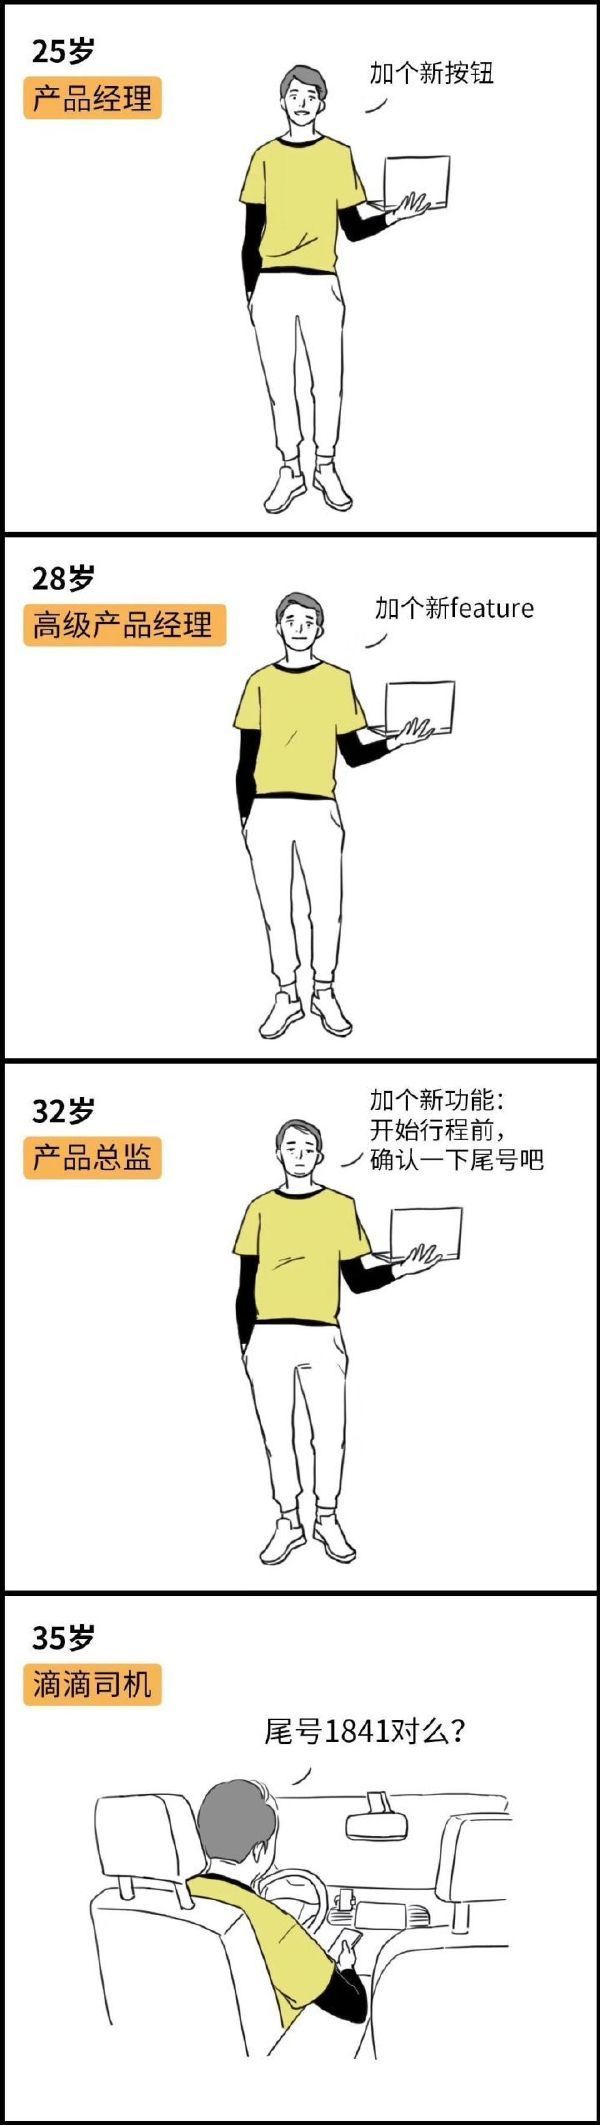 25岁
产品经理
加个新按钮
28岁
高级产品经理
加个新feature
32岁
产品总监
加个新功能：
开始行程前，
确认一下尾号吧
35岁
滴滴司机
尾号1841对么？